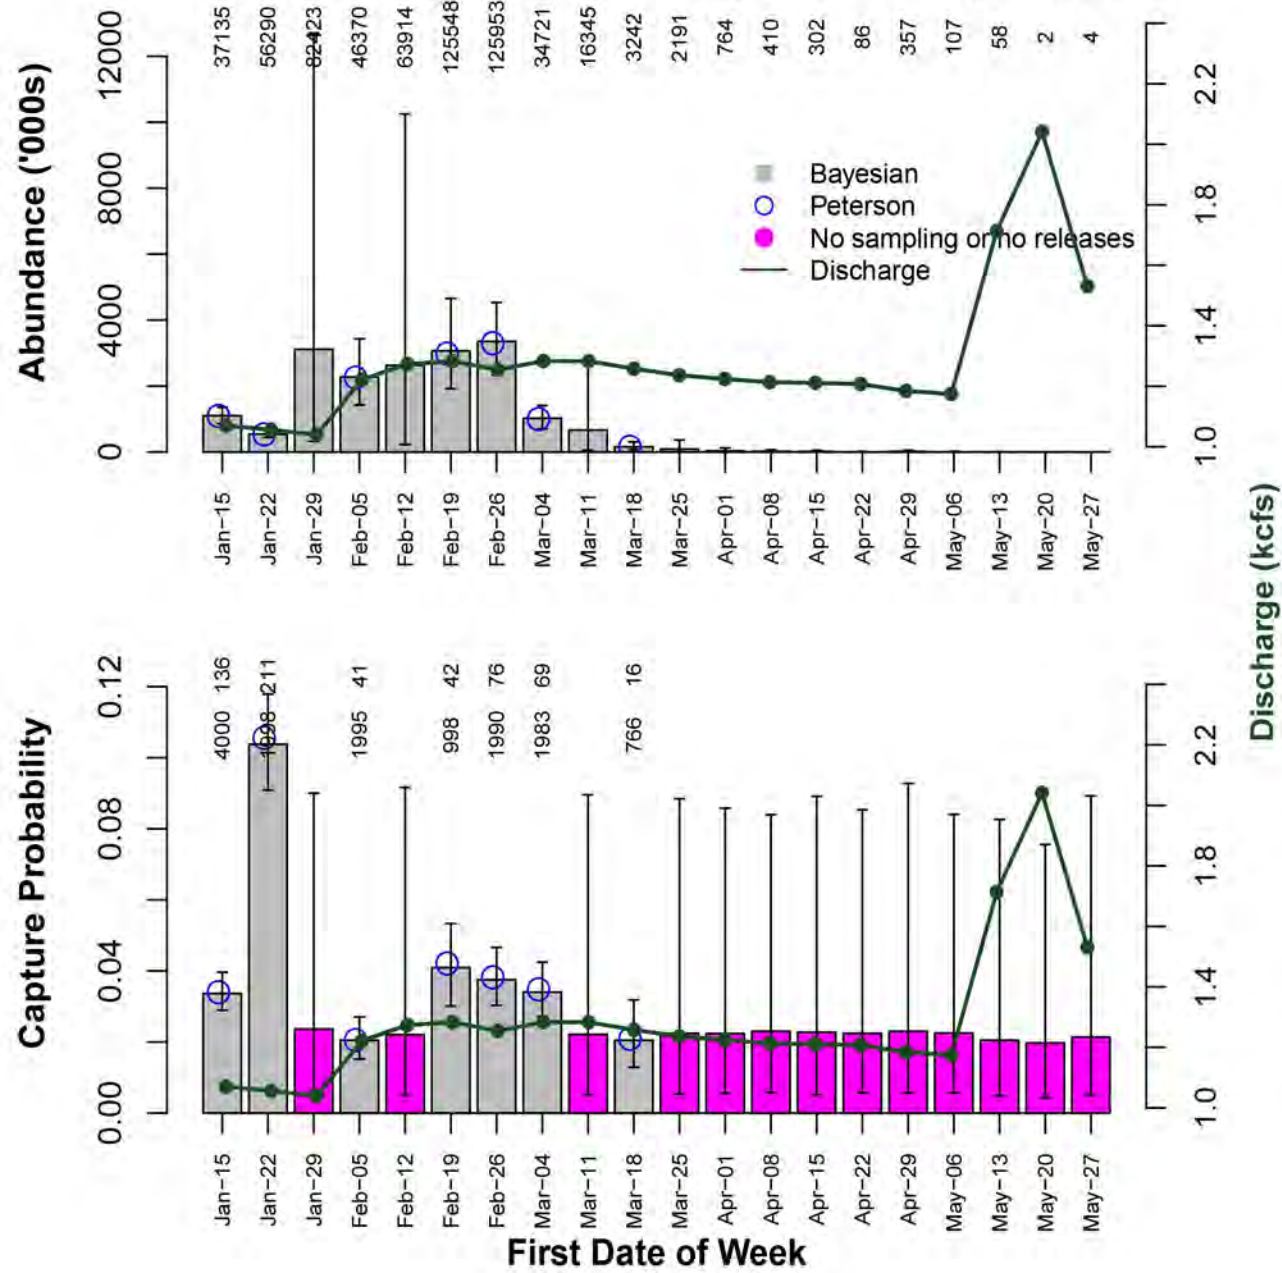 37135 56290 82423 46370 63914 125548 125953 34721 16345 3242 2191 764 410 302 86 357 107 58 2 4
Abundance ('000s)
12000
8000
4000
0
Bayesian
Peterson
No sampling or no releases
Discharge
2.2
1.8
1.4
1.0
Jan-15 Jan-22 Jan-29 Feb-05 Feb-12 Feb-19 Feb-26 Mar-04 Mar-11 Mar-18 Mar-25 Apr-01 Apr-08 Apr-15 Apr-22 Apr-29 May-06 May-13 May-20 May-27
Discharge (kcfs)
136 211 41 42 76 69 16
4000 1995 998 1990 1983 766
Capture Probability
0.12
0.08
0.04
0.00
2.2
1.8
1.4
1.0
Jan-15 Jan-22 Jan-29 Feb-05 Feb-12 Feb-19 Feb-26 Mar-04 Mar-11 Mar-18 Mar-25 Apr-01 Apr-08 Apr-15 Apr-22 Apr-29 May-06 May-13 May-20 May-27
First Date of Week